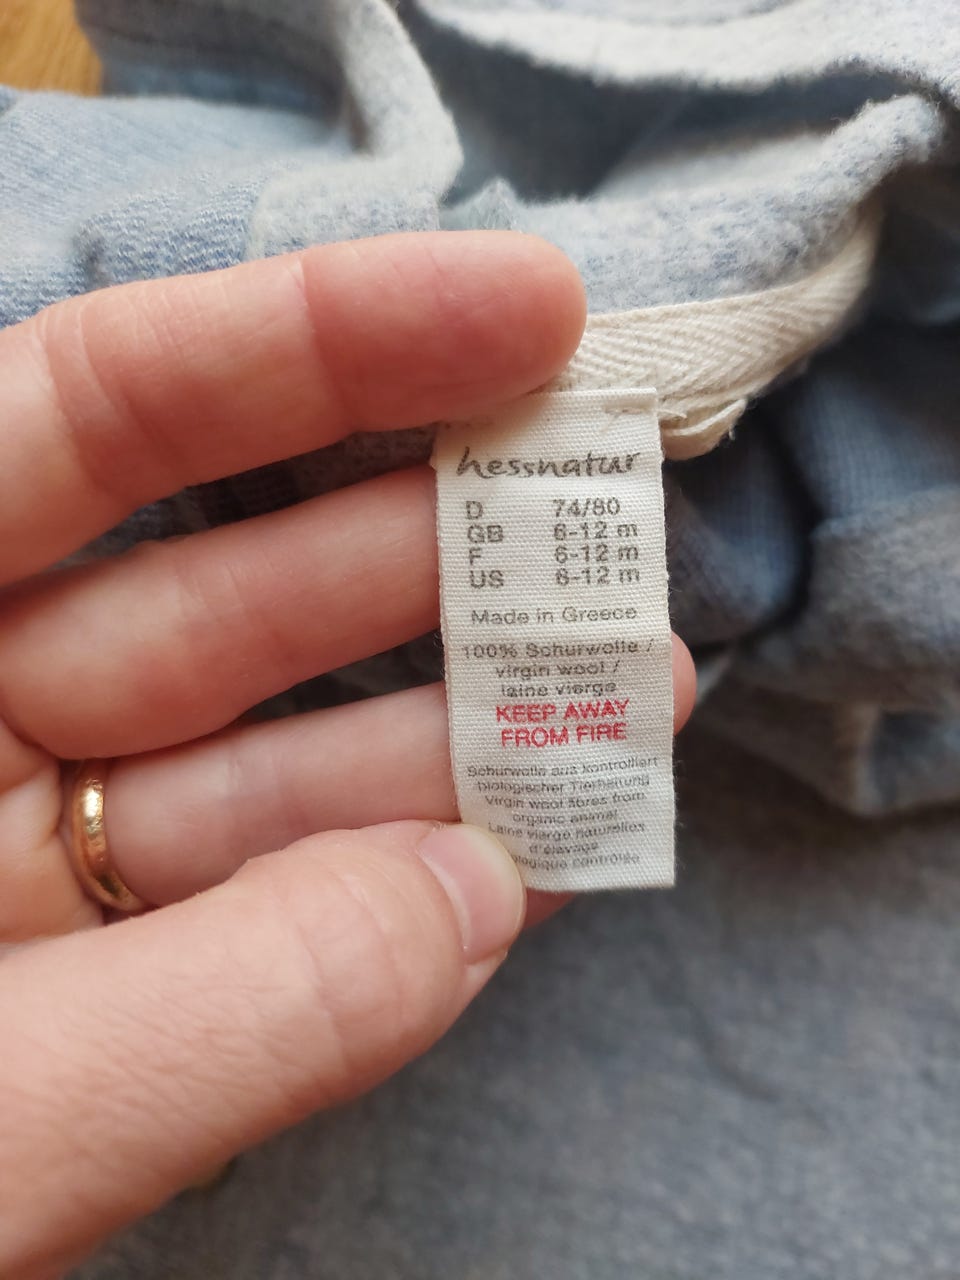 hessnatur
D 74/80
GB 6-12 m
F 6-12 m
US 6-12 m
Made in Greece
100% Schurwolle /
virgin wool /
laine vierge
KEEP AWAY
FROM FIRE
Schurwolle aus kontrolliert
biologischer Tierhaltung
Virgin wool fibres from
organic animal
Laine vierge naturelles
d'élevage
contrôlée